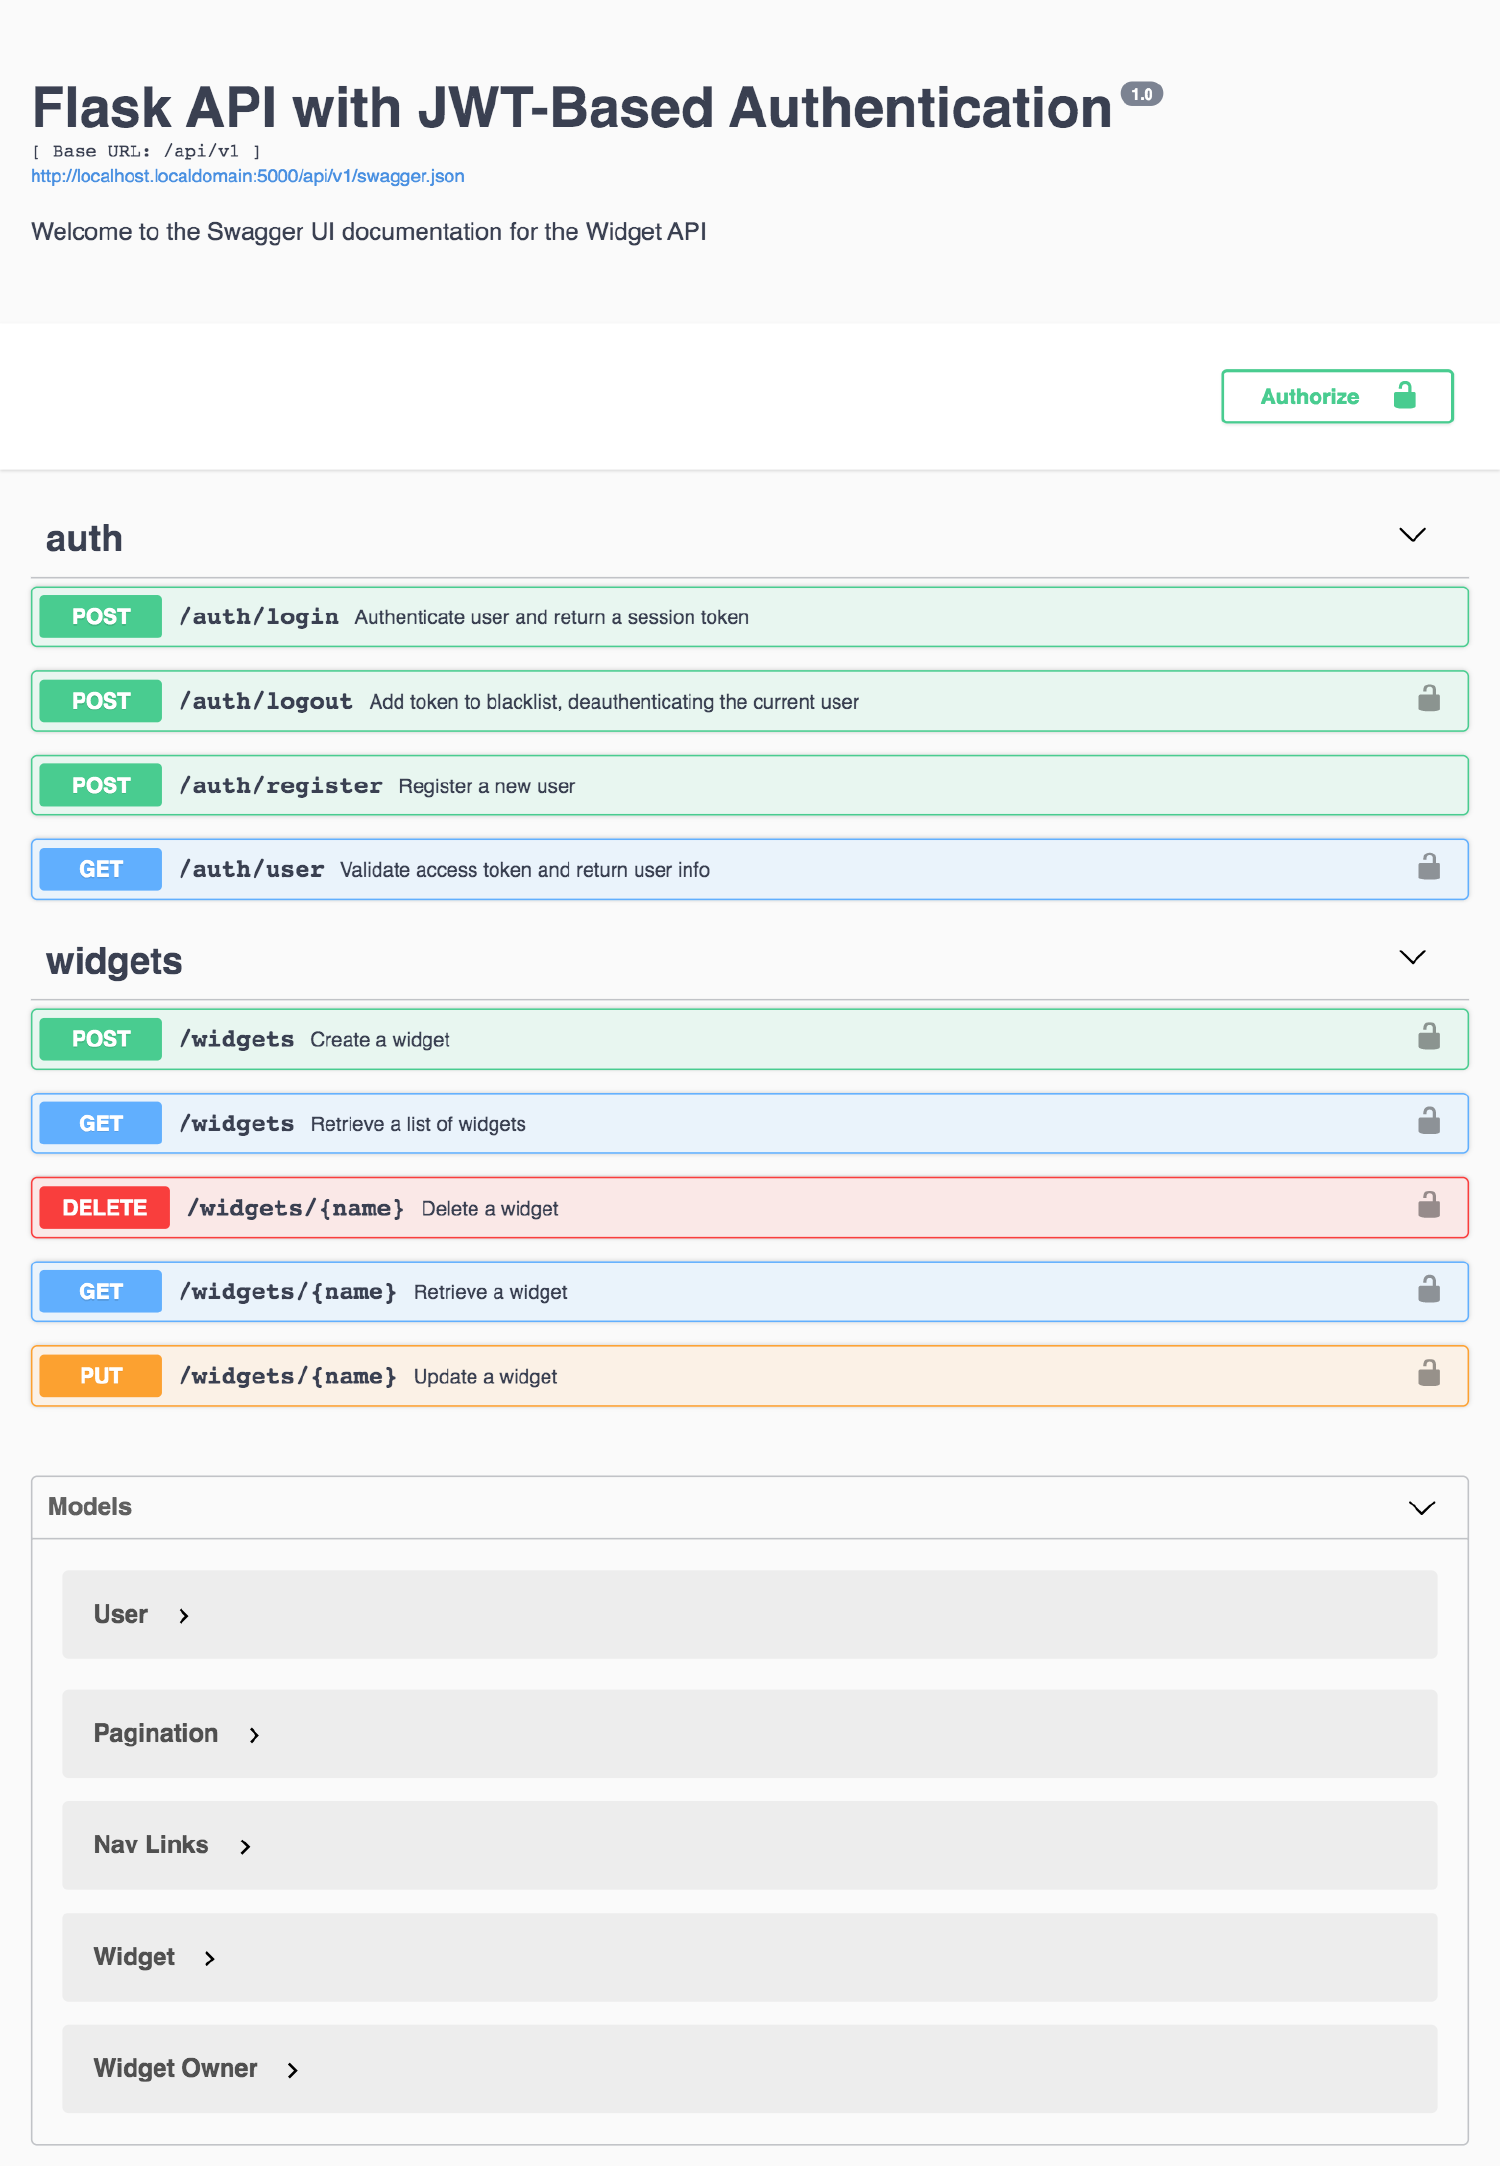 Flask API with JWT-Based Authentication 1.0
[ Base URL: /api/v1 ]
http://localhost.localdomain:5000/api/v1/swagger.json
Welcome to the Swagger UI documentation for the Widget API
Authorize
auth
POST /auth/login Authenticate user and return a session token
POST /auth/logout Add token to blacklist, deauthenticating the current user
POST /auth/register Register a new user
GET /auth/user Validate access token and return user info
widgets
POST /widgets Create a widget
GET /widgets Retrieve a list of widgets
DELETE /widgets/{name} Delete a widget
GET /widgets/{name} Retrieve a widget
PUT /widgets/{name} Update a widget
Models
User
Pagination
Nav Links
Widget
Widget Owner